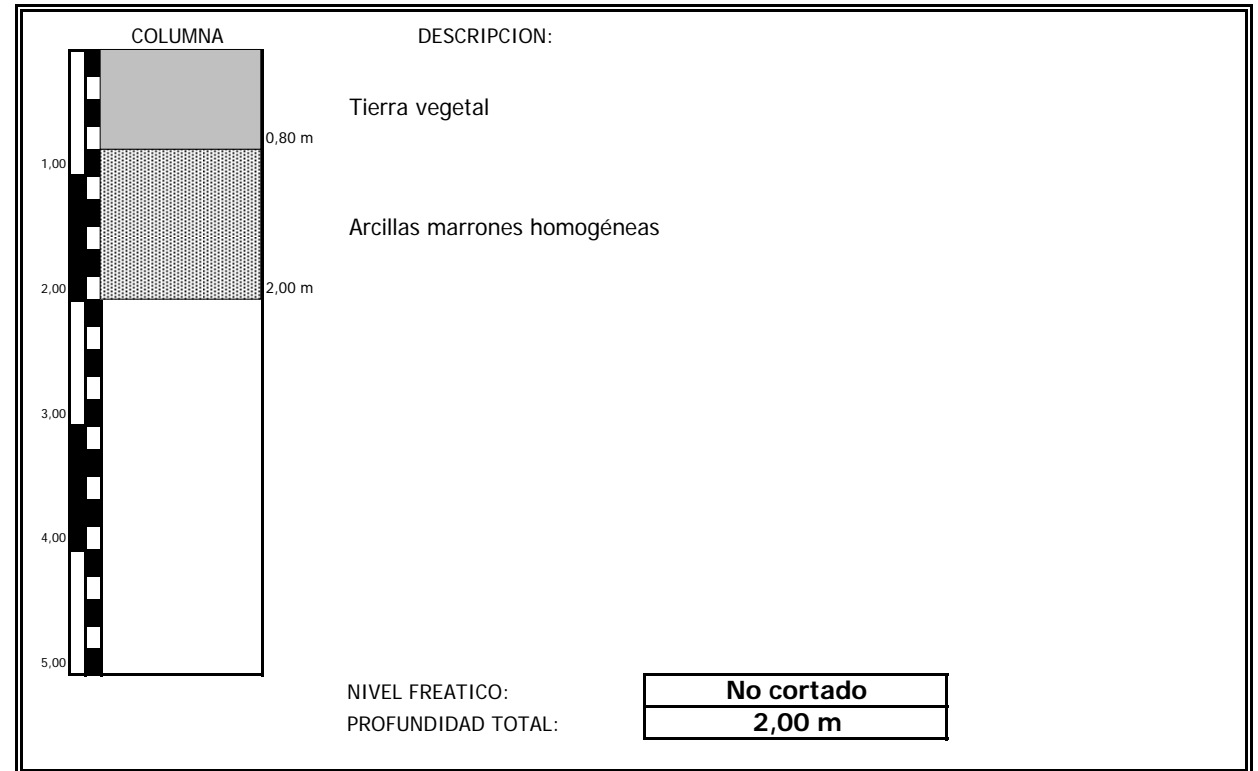 COLUMNA DESCRIPCION:
Tierra vegetal
0,80 m
1,00
Arcillas marrones homogéneas
2,00 2,00 m
3,00
4,00
5,00
NIVEL FREATICO: No cortado
PROFUNDIDAD TOTAL: 2,00 m